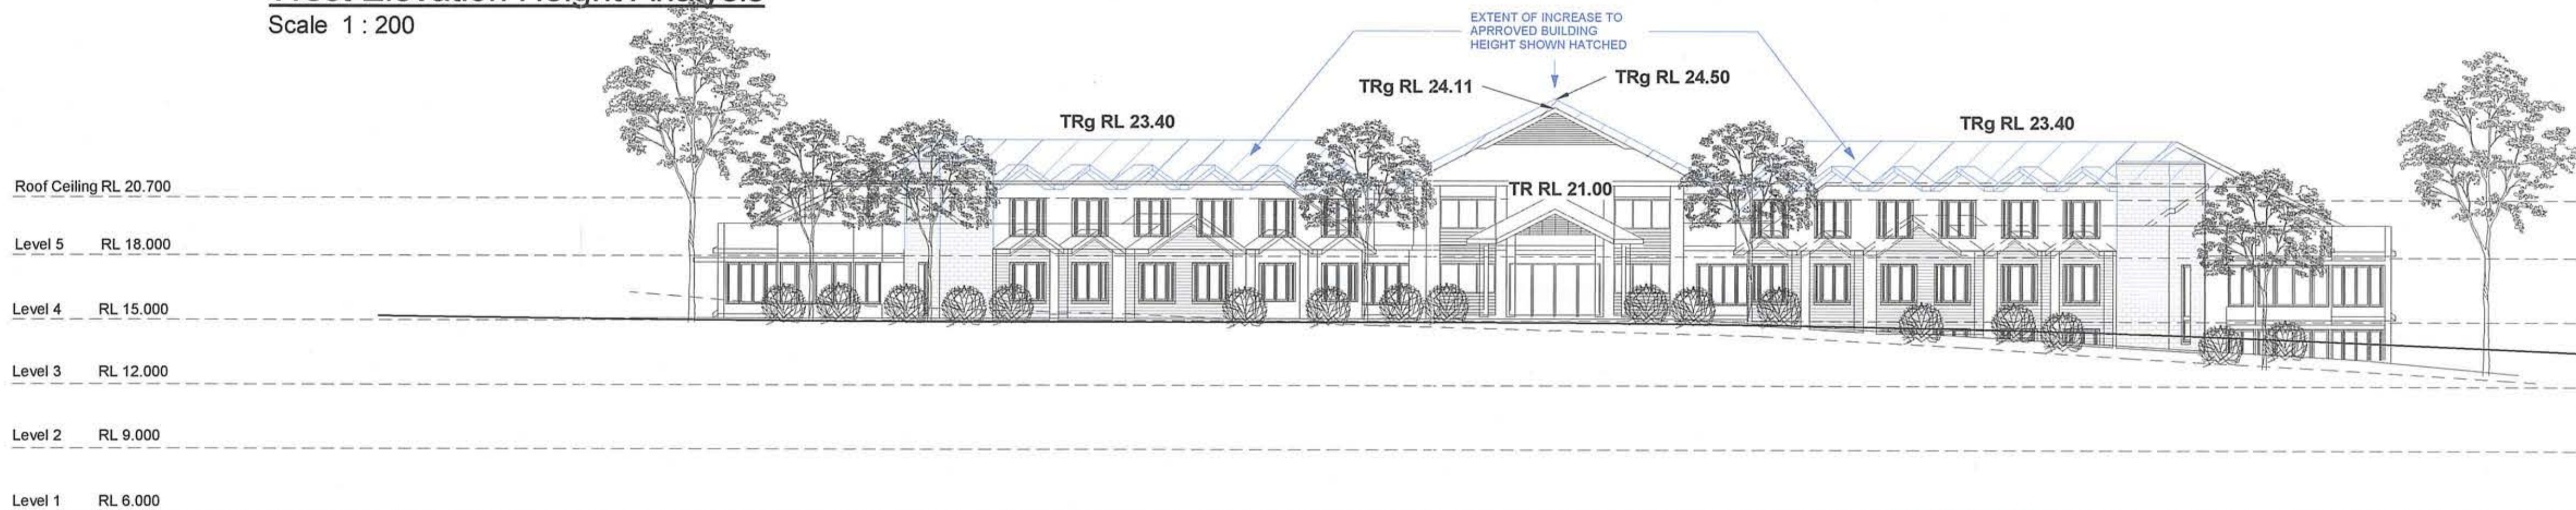 Scale 1 : 200
EXTENT OF INCREASE TO
APRROVED BUILDING
HEIGHT SHOWN HATCHED
TRg RL 24.11
TRg RL 24.50
TRg RL 23.40
TRg RL 23.40
TR RL 21.00
Roof Ceiling RL 20.700
Level 5 RL 18.000
Level 4 RL 15.000
Level 3 RL 12.000
Level 2 RL 9.000
Level 1 RL 6.000